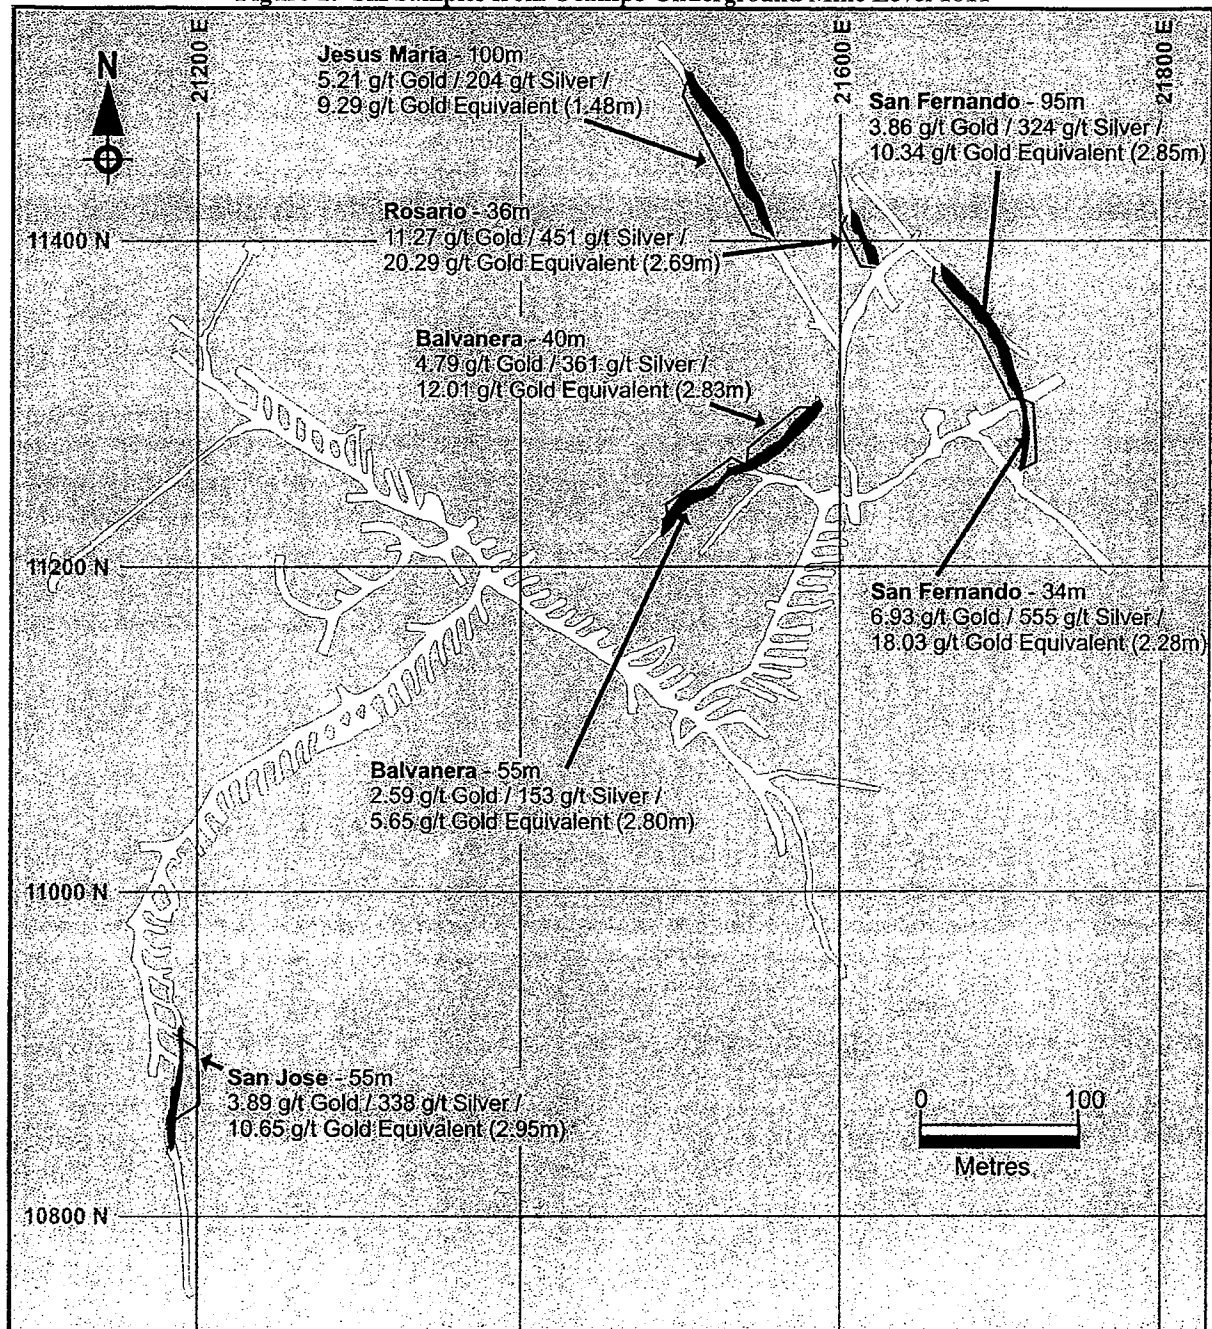 N
21200 E
21600 E
21800 E
Jesus Maria - 100m
5.21 g/t Gold / 204 g/t Silver /
9.29 g/t Gold Equivalent (1.48m)
San Fernando - 95m
3.86 g/t Gold / 324 g/t Silver /
10.34 g/t Gold Equivalent (2.85m)
Rosario - 36m
11.27 g/t Gold / 451 g/t Silver /
20.29 g/t Gold Equivalent (2.69m)
11400 N
Balvanera - 40m
4.79 g/t Gold / 361 g/t Silver /
12.01 g/t Gold Equivalent (2.83m)
11200 N
San Fernando - 34m
6.93 g/t Gold / 555 g/t Silver /
18.03 g/t Gold Equivalent (2.28m)
Balvanera - 55m
2.59 g/t Gold / 153 g/t Silver /
5.65 g/t Gold Equivalent (2.80m)
11000 N
San Jose - 55m
3.89 g/t Gold / 338 g/t Silver /
10.65 g/t Gold Equivalent (2.95m)
0 100
Metres
10800 N